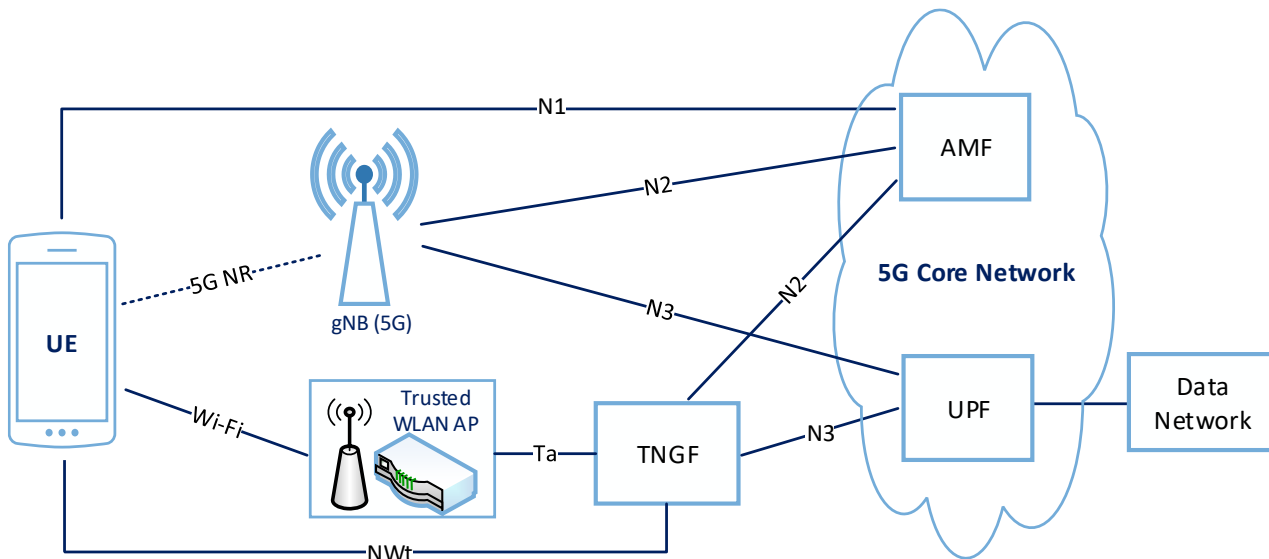 N1
AMF
N2
5G NR
gNB (5G)
5G Core Network
N2
N3
UE
Trusted
WLAN AP
Wi-Fi
Ta
TNGF
N3
UPF
Data
Network
NWt